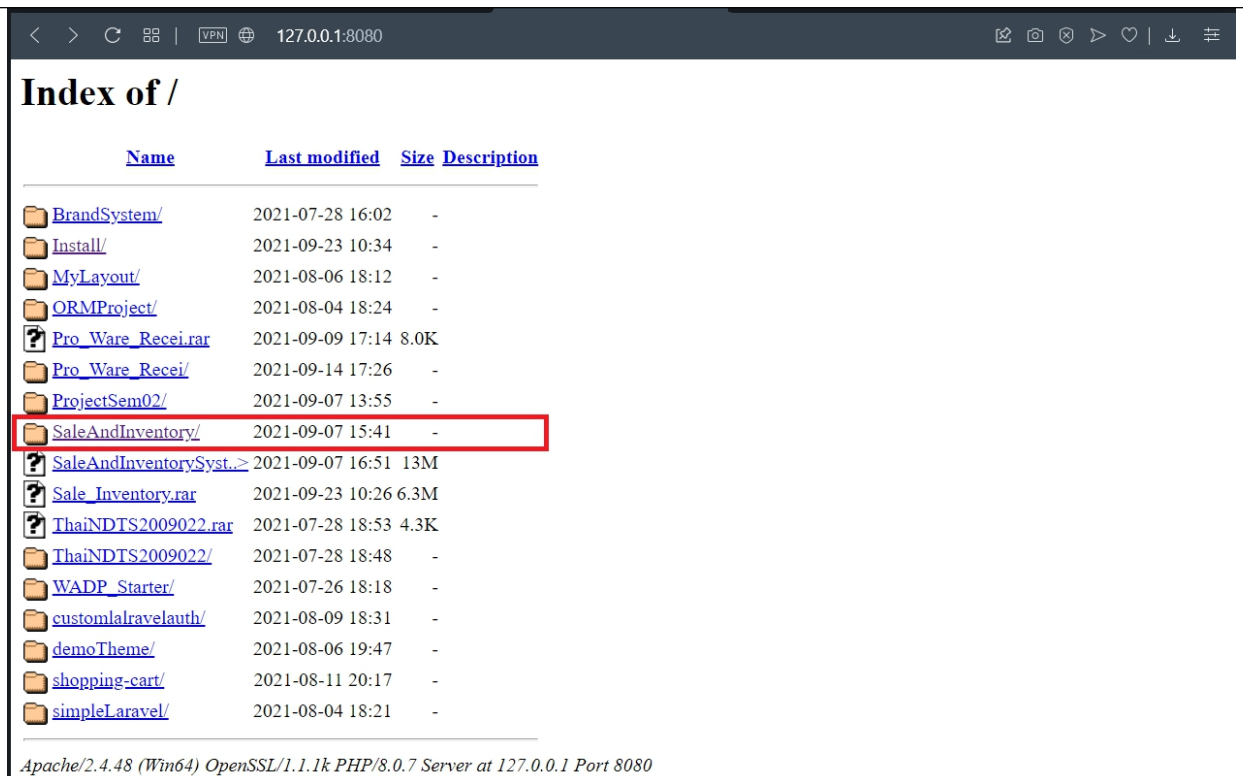 VPN 127.0.0.1:8080
Index of /
Name Last modified Size Description
BrandSystem/ 2021-07-28 16:02 -
Install/ 2021-09-23 10:34 -
MyLayout/ 2021-08-06 18:12 -
ORMProject/ 2021-08-04 18:24 -
Pro_Ware_Recei.rar 2021-09-09 17:14 8.0K
Pro_Ware_Recei/ 2021-09-14 17:26 -
ProjectSem02/ 2021-09-07 13:55 -
SaleAndInventory/ 2021-09-07 15:41 -
SaleAndInventorySyst..> 2021-09-07 16:51 13M
Sale_Inventory.rar 2021-09-23 10:26 6.3M
ThaiNDTS2009022.rar 2021-07-28 18:53 4.3K
ThaiNDTS2009022/ 2021-07-28 18:48 -
WADP_Starter/ 2021-07-26 18:18 -
customlalravelauth/ 2021-08-09 18:31 -
demoTheme/ 2021-08-06 19:47 -
shopping-cart/ 2021-08-11 20:17 -
simpleLaravel/ 2021-08-04 18:21 -
Apache/2.4.48 (Win64) OpenSSL/1.1.1k PHP/8.0.7 Server at 127.0.0.1 Port 8080